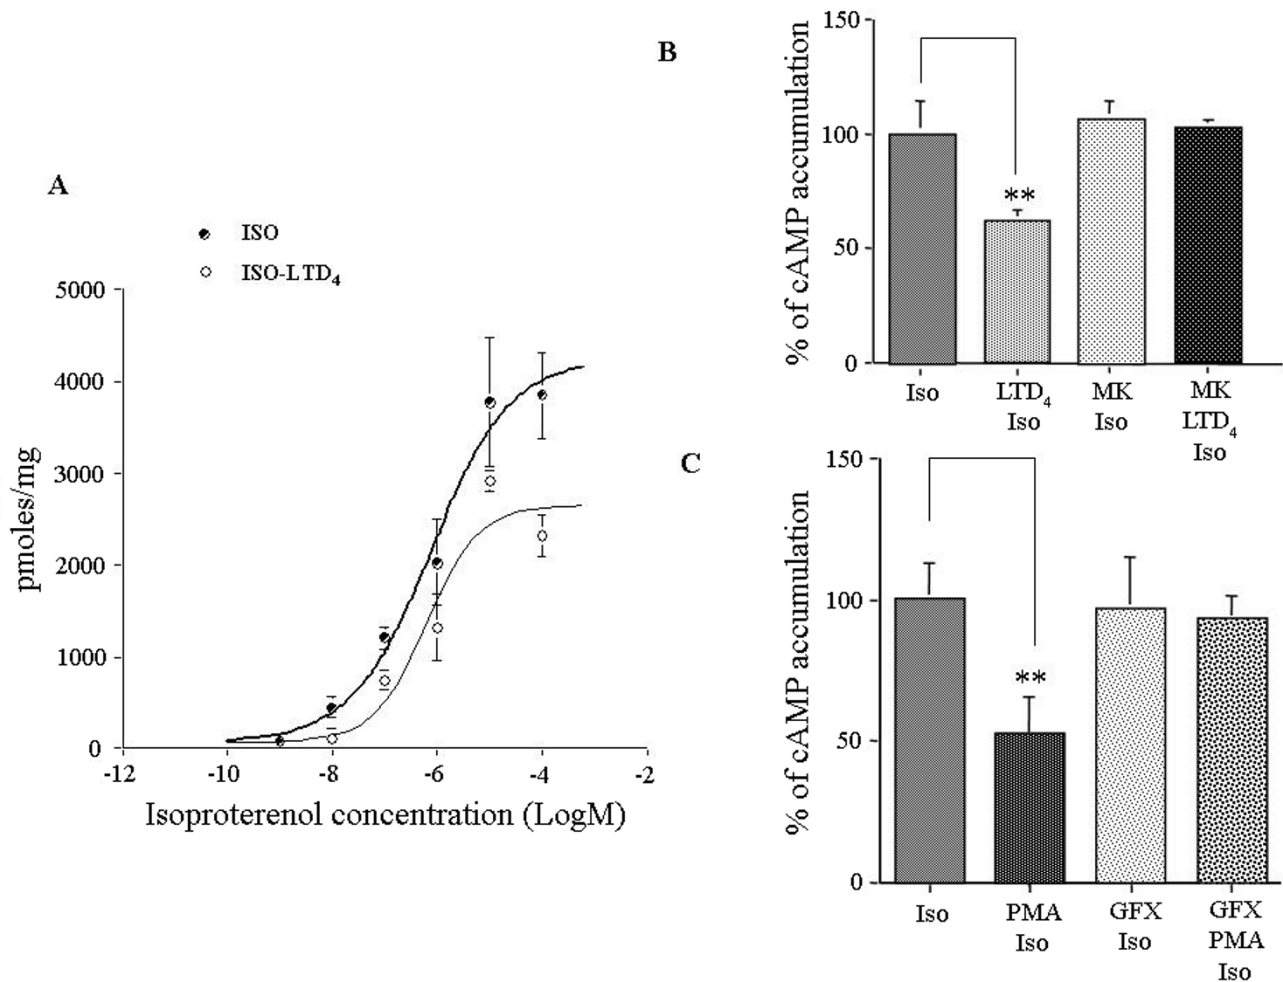 A
ISO
ISO-LTD₄
5000
4000
3000
2000
1000
0
pmoles/mg
-12 -10 -8 -6 -4 -2
Isoproterenol concentration (LogM)
B
150
100
50
0
% of cAMP accumulation
**
Iso LTD₄ MK MK
Iso Iso LTD₄
Iso
C
150
100
50
0
% of cAMP accumulation
**
Iso PMA GFX GFX
Iso Iso PMA
Iso